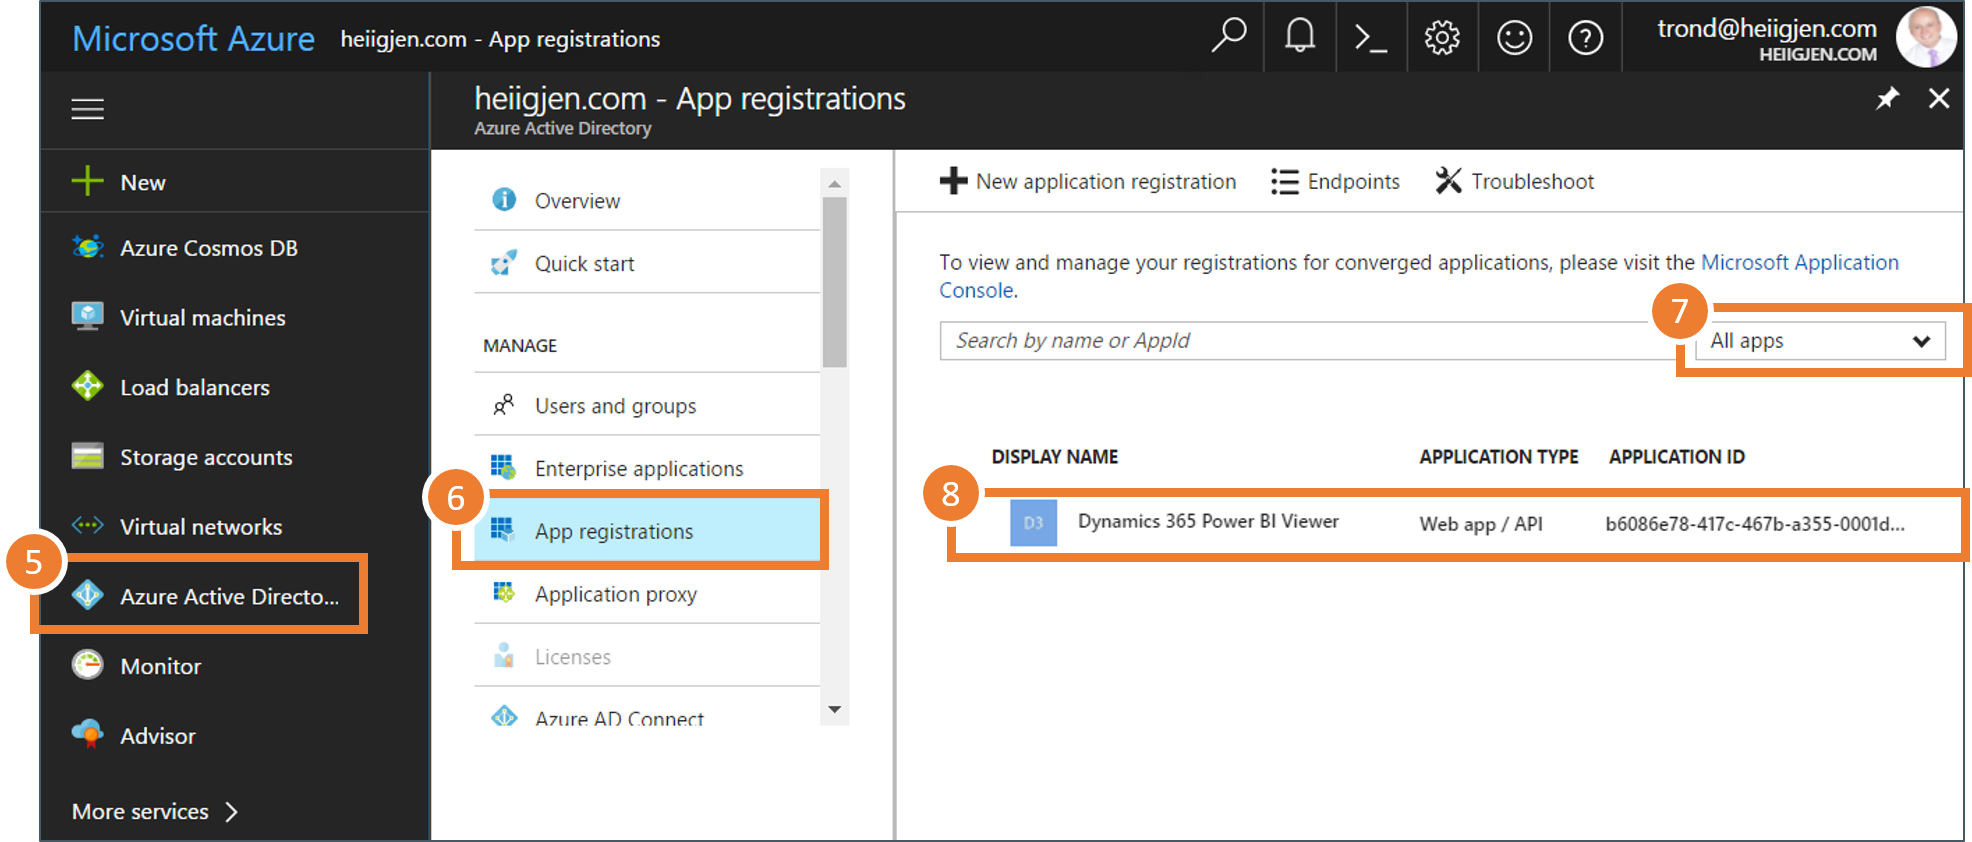 Microsoft Azure heiigjen.com - App registrations
trond@heiigjen.com
HEIIGJEN.COM
heiigjen.com - App registrations
Azure Active Directory
New
Azure Cosmos DB
Virtual machines
Load balancers
Storage accounts
Virtual networks
5
Azure Active Directo...
Monitor
Advisor
More services
Overview
Quick start
MANAGE
Users and groups
Enterprise applications
6
App registrations
Application proxy
Licenses
Azure AD Connect
New application registration Endpoints Troubleshoot
To view and manage your registrations for converged applications, please visit the Microsoft Application
Console.
7
Search by name or AppId All apps
DISPLAY NAME APPLICATION TYPE APPLICATION ID
8
D3 Dynamics 365 Power BI Viewer Web app / API b6086e78-417c-467b-a355-0001d...